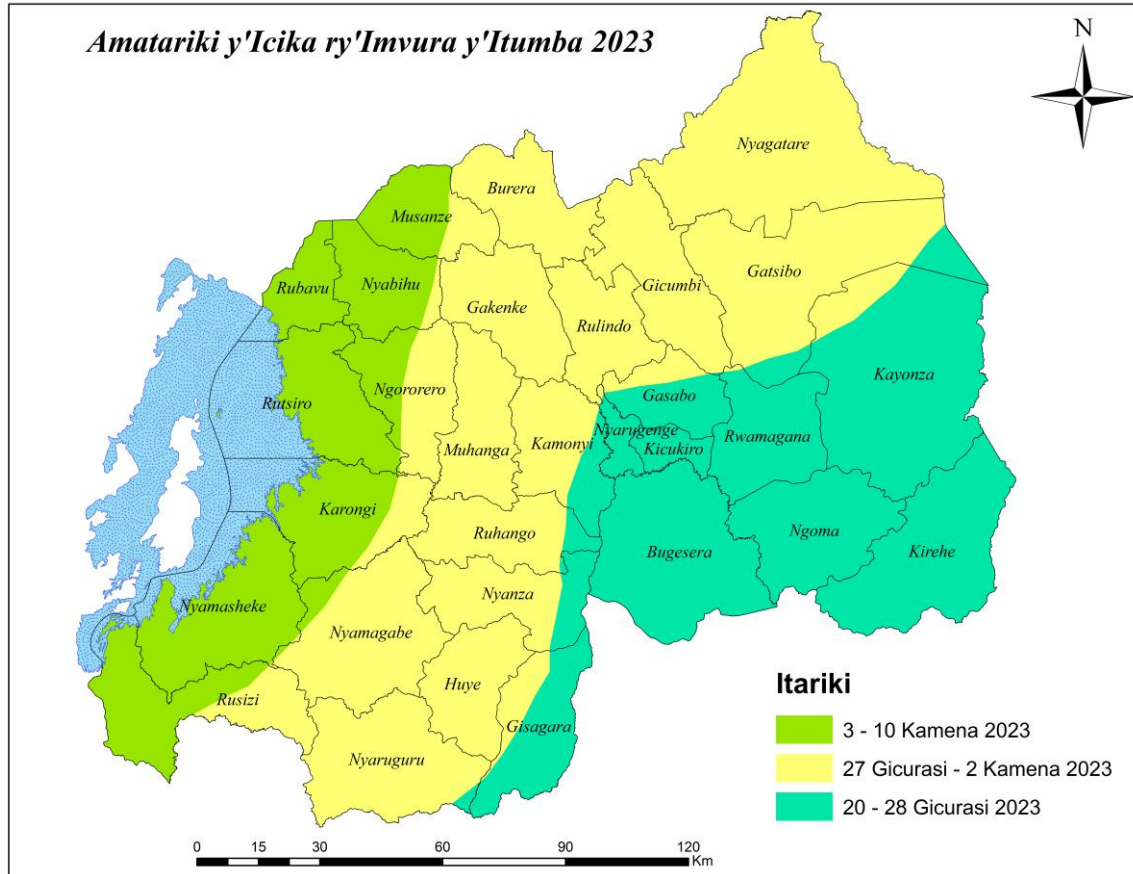 Amatariki y'Icika ry'Imvura y'Itumba 2023
N
Nyagatare
Burera
Musanze
Gatsibo
Rubavu
Nyabihu
Gicumbi
Gakenke
Rulindo
Kayonza
Ngororero
Gasabo
Rutsiro
Nyarugenge
Rwamagana
Muhanga
Kamonyi
Kicukiro
Karongi
Ruhango
Ngoma
Bugesera
Kirehe
Nyamasheke
Nyanza
Nyamagabe
Huye
Rusizi
Gisagara
Nyaruguru
Itariki
3 - 10 Kamena 2023
27 Gicurasi - 2 Kamena 2023
20 - 28 Gicurasi 2023
0 15 30 60 90 120
Km